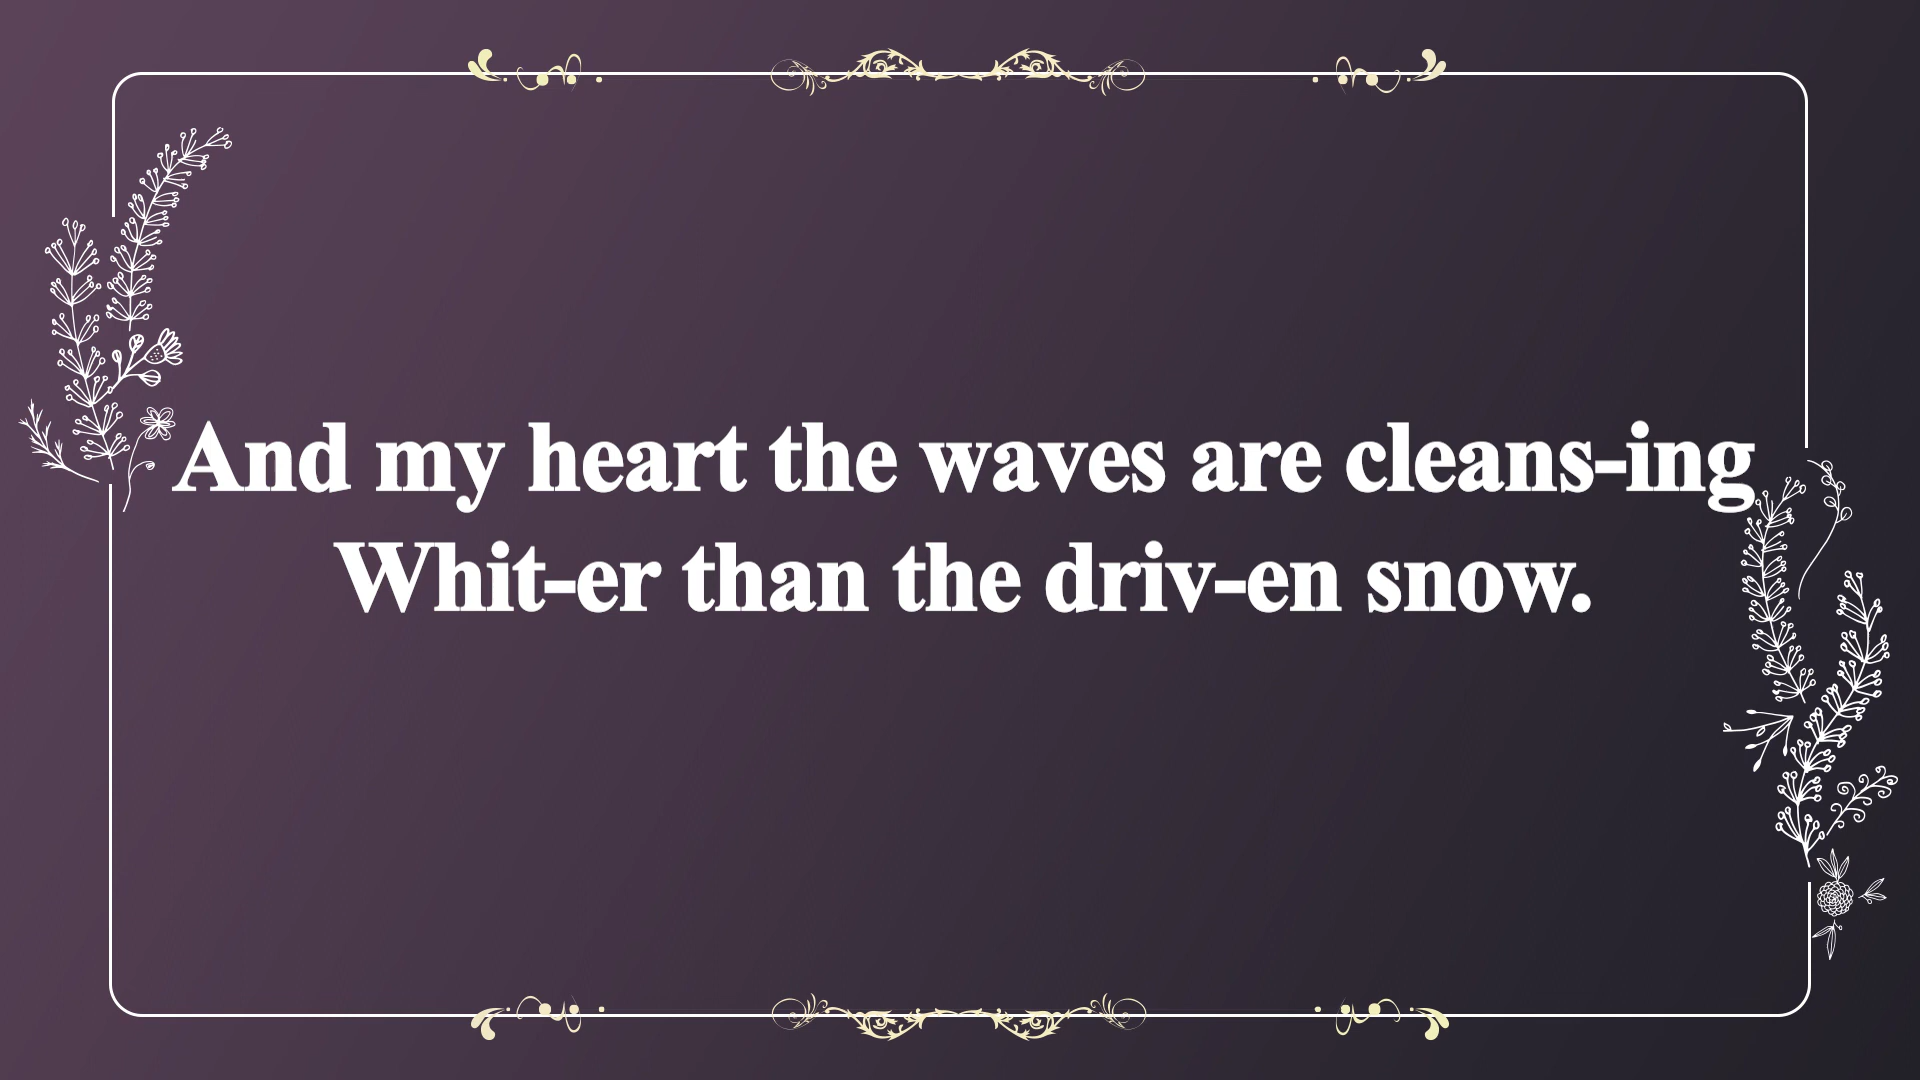 And my heart the waves are cleans-ing
Whit-er than the driv-en snow.